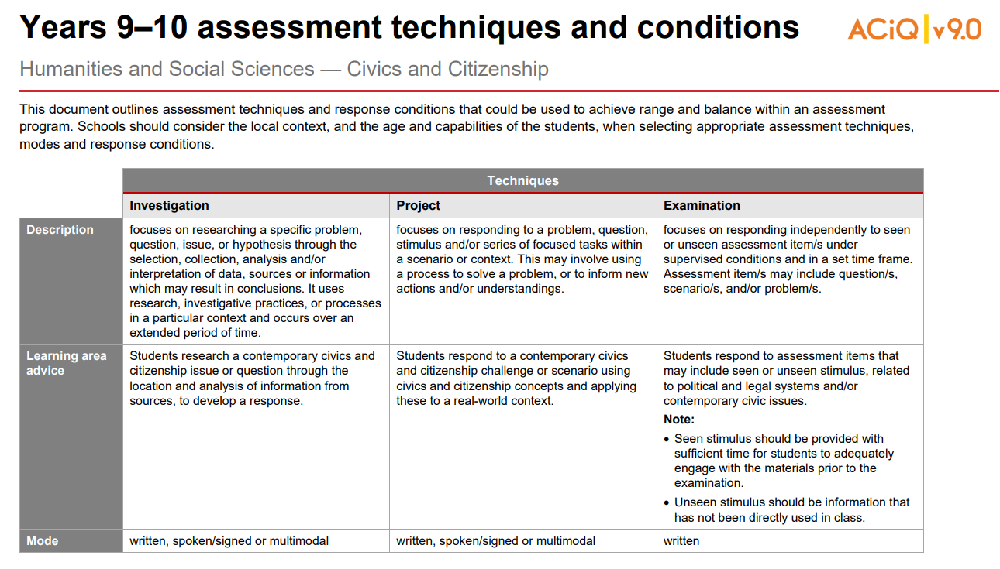 Years 9–10 assessment techniques and conditions
ACiQ v9.0
Humanities and Social Sciences — Civics and Citizenship
This document outlines assessment techniques and response conditions that could be used to achieve range and balance within an assessment
program. Schools should consider the local context, and the age and capabilities of the students, when selecting appropriate assessment techniques,
modes and response conditions.
Techniques
Investigation
Project
Examination
Description
focuses on researching a specific problem,
question, issue, or hypothesis through the
selection, collection, analysis and/or
interpretation of data, sources or information
which may result in conclusions. It uses
research, investigative practices, or processes
in a particular context and occurs over an
extended period of time.
focuses on responding to a problem, question,
stimulus and/or series of focused tasks within
a scenario or context. This may involve using
a process to solve a problem, or to inform new
actions and/or understandings.
focuses on responding independently to seen
or unseen assessment item/s under
supervised conditions and in a set time frame.
Assessment item/s may include question/s,
scenario/s, and/or problem/s.
Learning area
advice
Students research a contemporary civics and
citizenship issue or question through the
location and analysis of information from
sources, to develop a response.
Students respond to a contemporary civics
and citizenship challenge or scenario using
civics and citizenship concepts and applying
these to a real-world context.
Students respond to assessment items that
may include seen or unseen stimulus, related
to political and legal systems and/or
contemporary civic issues.
Note:
• Seen stimulus should be provided with
sufficient time for students to adequately
engage with the materials prior to the
examination.
• Unseen stimulus should be information that
has not been directly used in class.
Mode
written, spoken/signed or multimodal
written, spoken/signed or multimodal
written